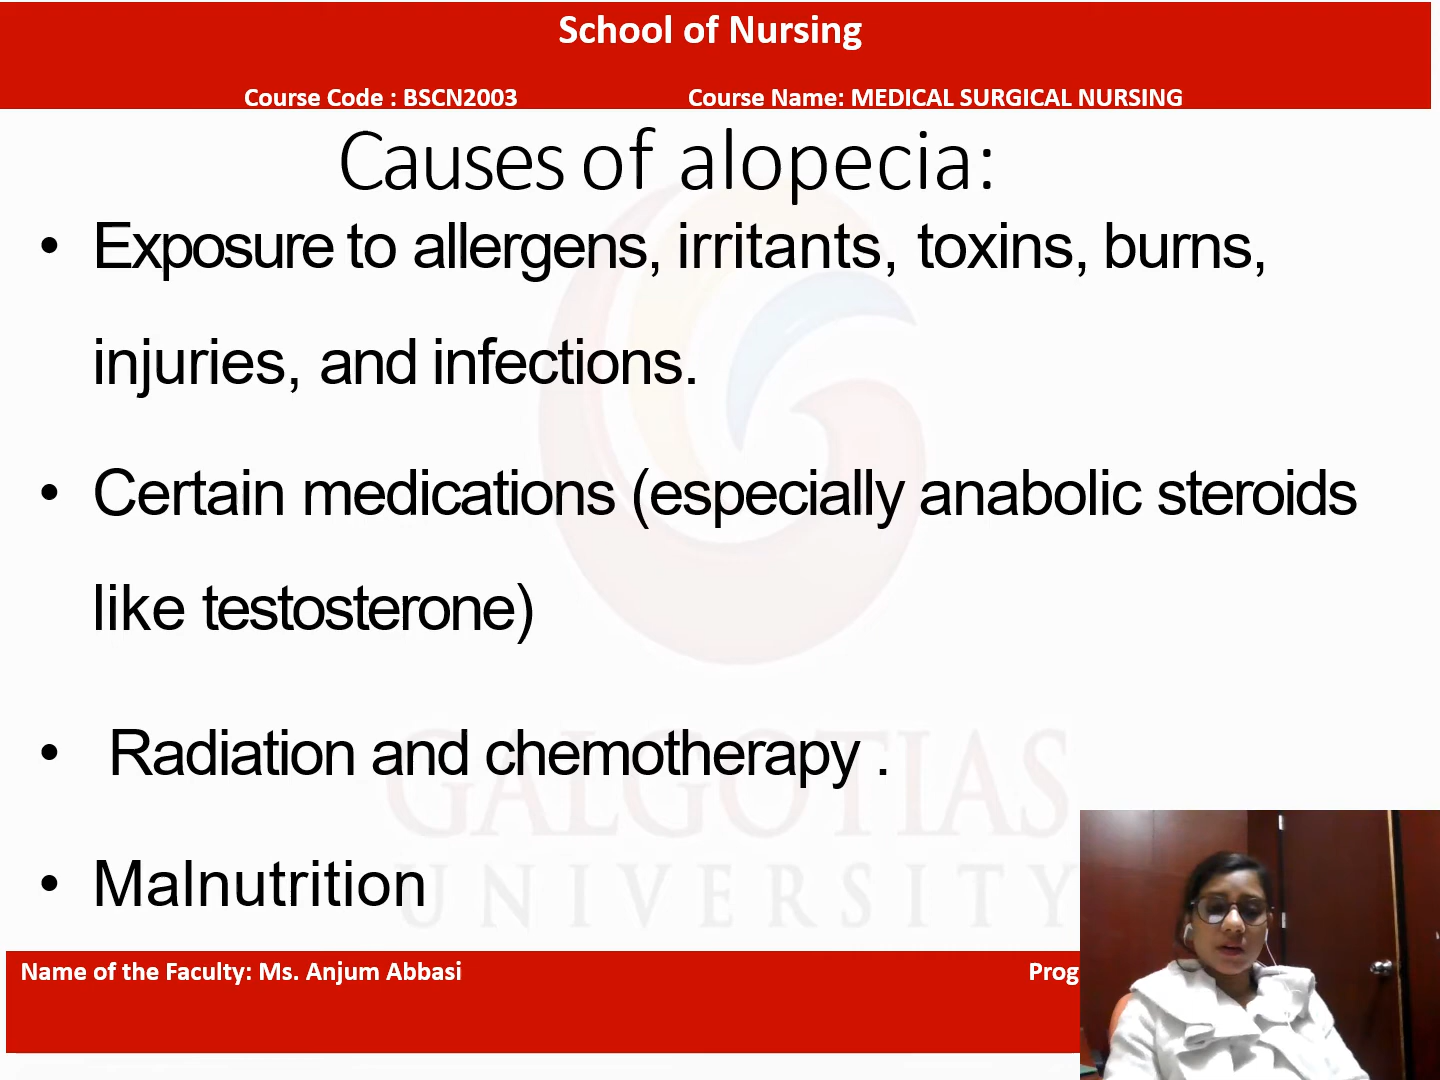 School of Nursing
Course Code : BSCN2003 Course Name: MEDICAL SURGICAL NURSING
Causes of alopecia:
• Exposure to allergens, irritants, toxins, burns,
injuries, and infections.
• Certain medications (especially anabolic steroids
like testosterone)
• Radiation and chemotherapy .
• Malnutrition
GALGOTIAS
UNIVERSITY
Name of the Faculty: Ms. Anjum Abbasi